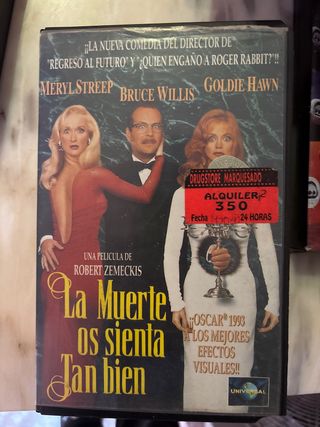 ¡¡LA NUEVA COMEDIA DEL DIRECTOR DE
"REGRESO AL FUTURO" Y "¿QUIEN ENGAÑO A ROGER RABBIT?"!!
MERYL STREEP
BRUCE WILLIS
GOLDIE HAWN
DRUGSTORE MARQUESADO
ALQUILER
350
Fecha
24 HORAS
UNA PELICULA DE
ROBERT ZEMECKIS
La Muerte
os sienta
Tan bien
¡¡OSCAR 1993
A LOS MEJORES
EFECTOS
VISUALES!!
UNIVERSAL